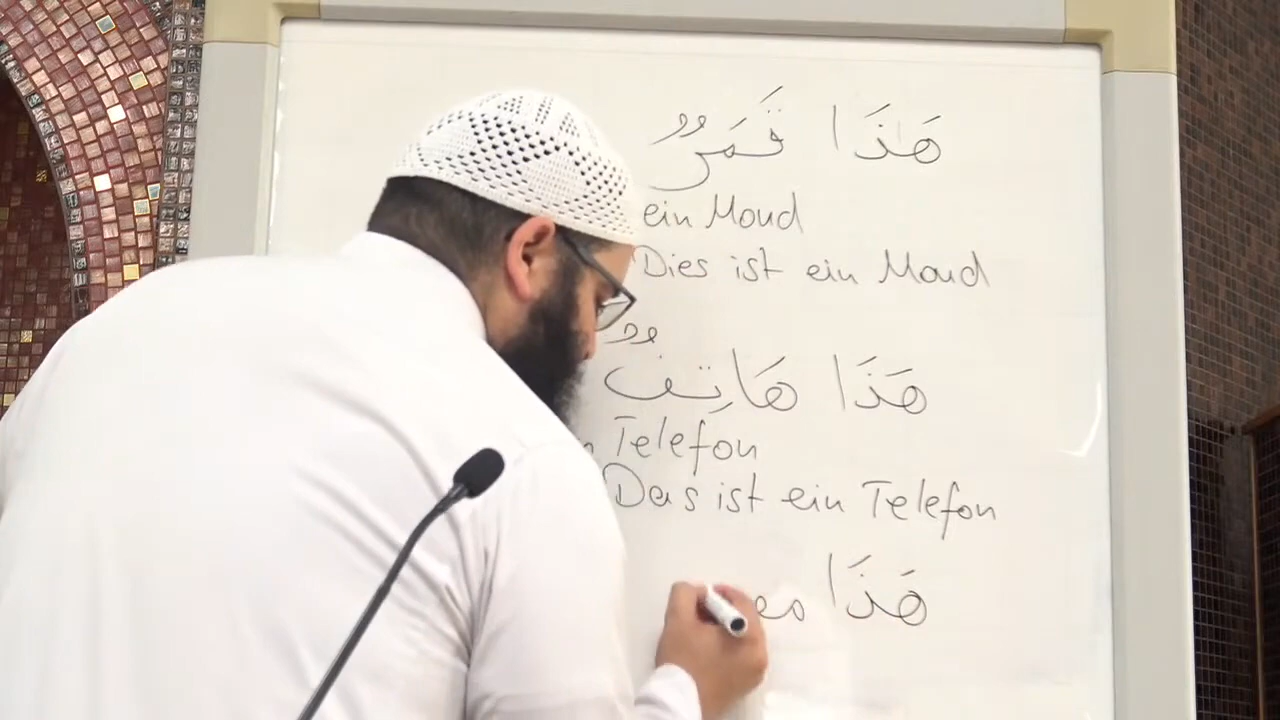 هَذَا قَمَرٌ
ein Mond
Dies ist ein Mond
هَذَا هَاتِفٌ
Telefon
Das ist ein Telefon
هَذَا